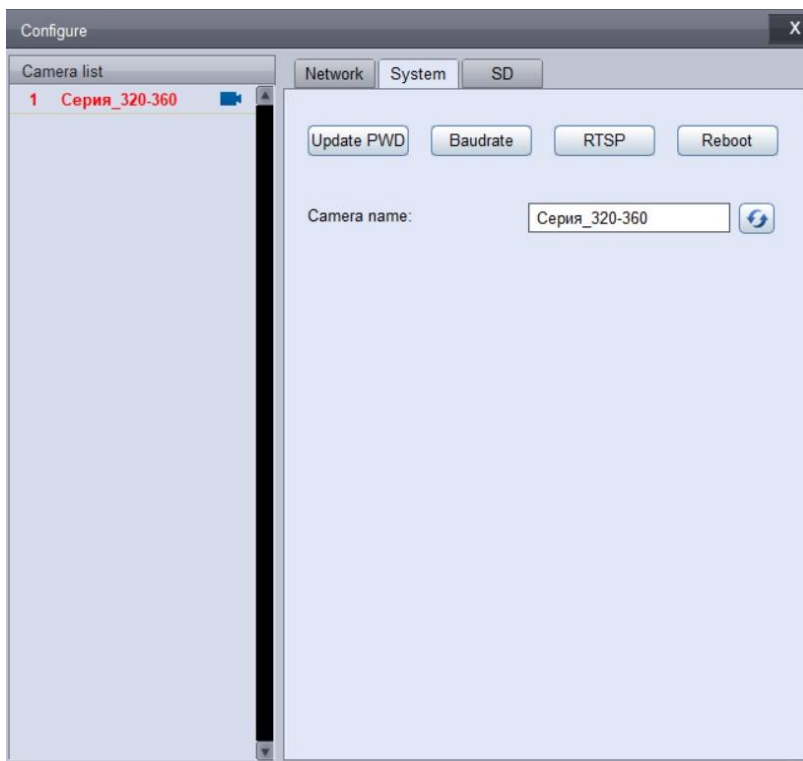 Configure
X
Camera list
1 Серия_320-360
Network System SD
Update PWD Baudrate RTSP Reboot
Camera name: Серия_320-360